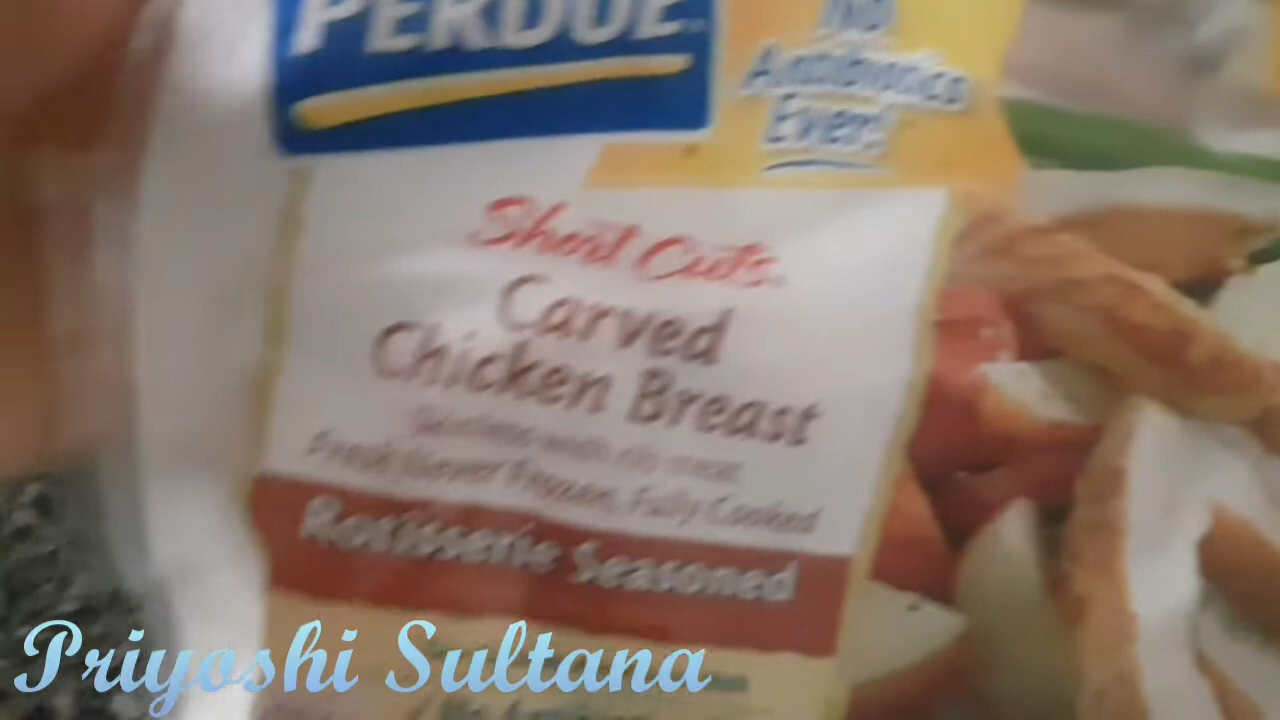 PERDUE
No
Antibiotics
Ever!
Short Cuts
Carved
Chicken Breast
Fresh Never Frozen, Fully Cooked
Rotisserie Seasoned
Priyoshi Sultana